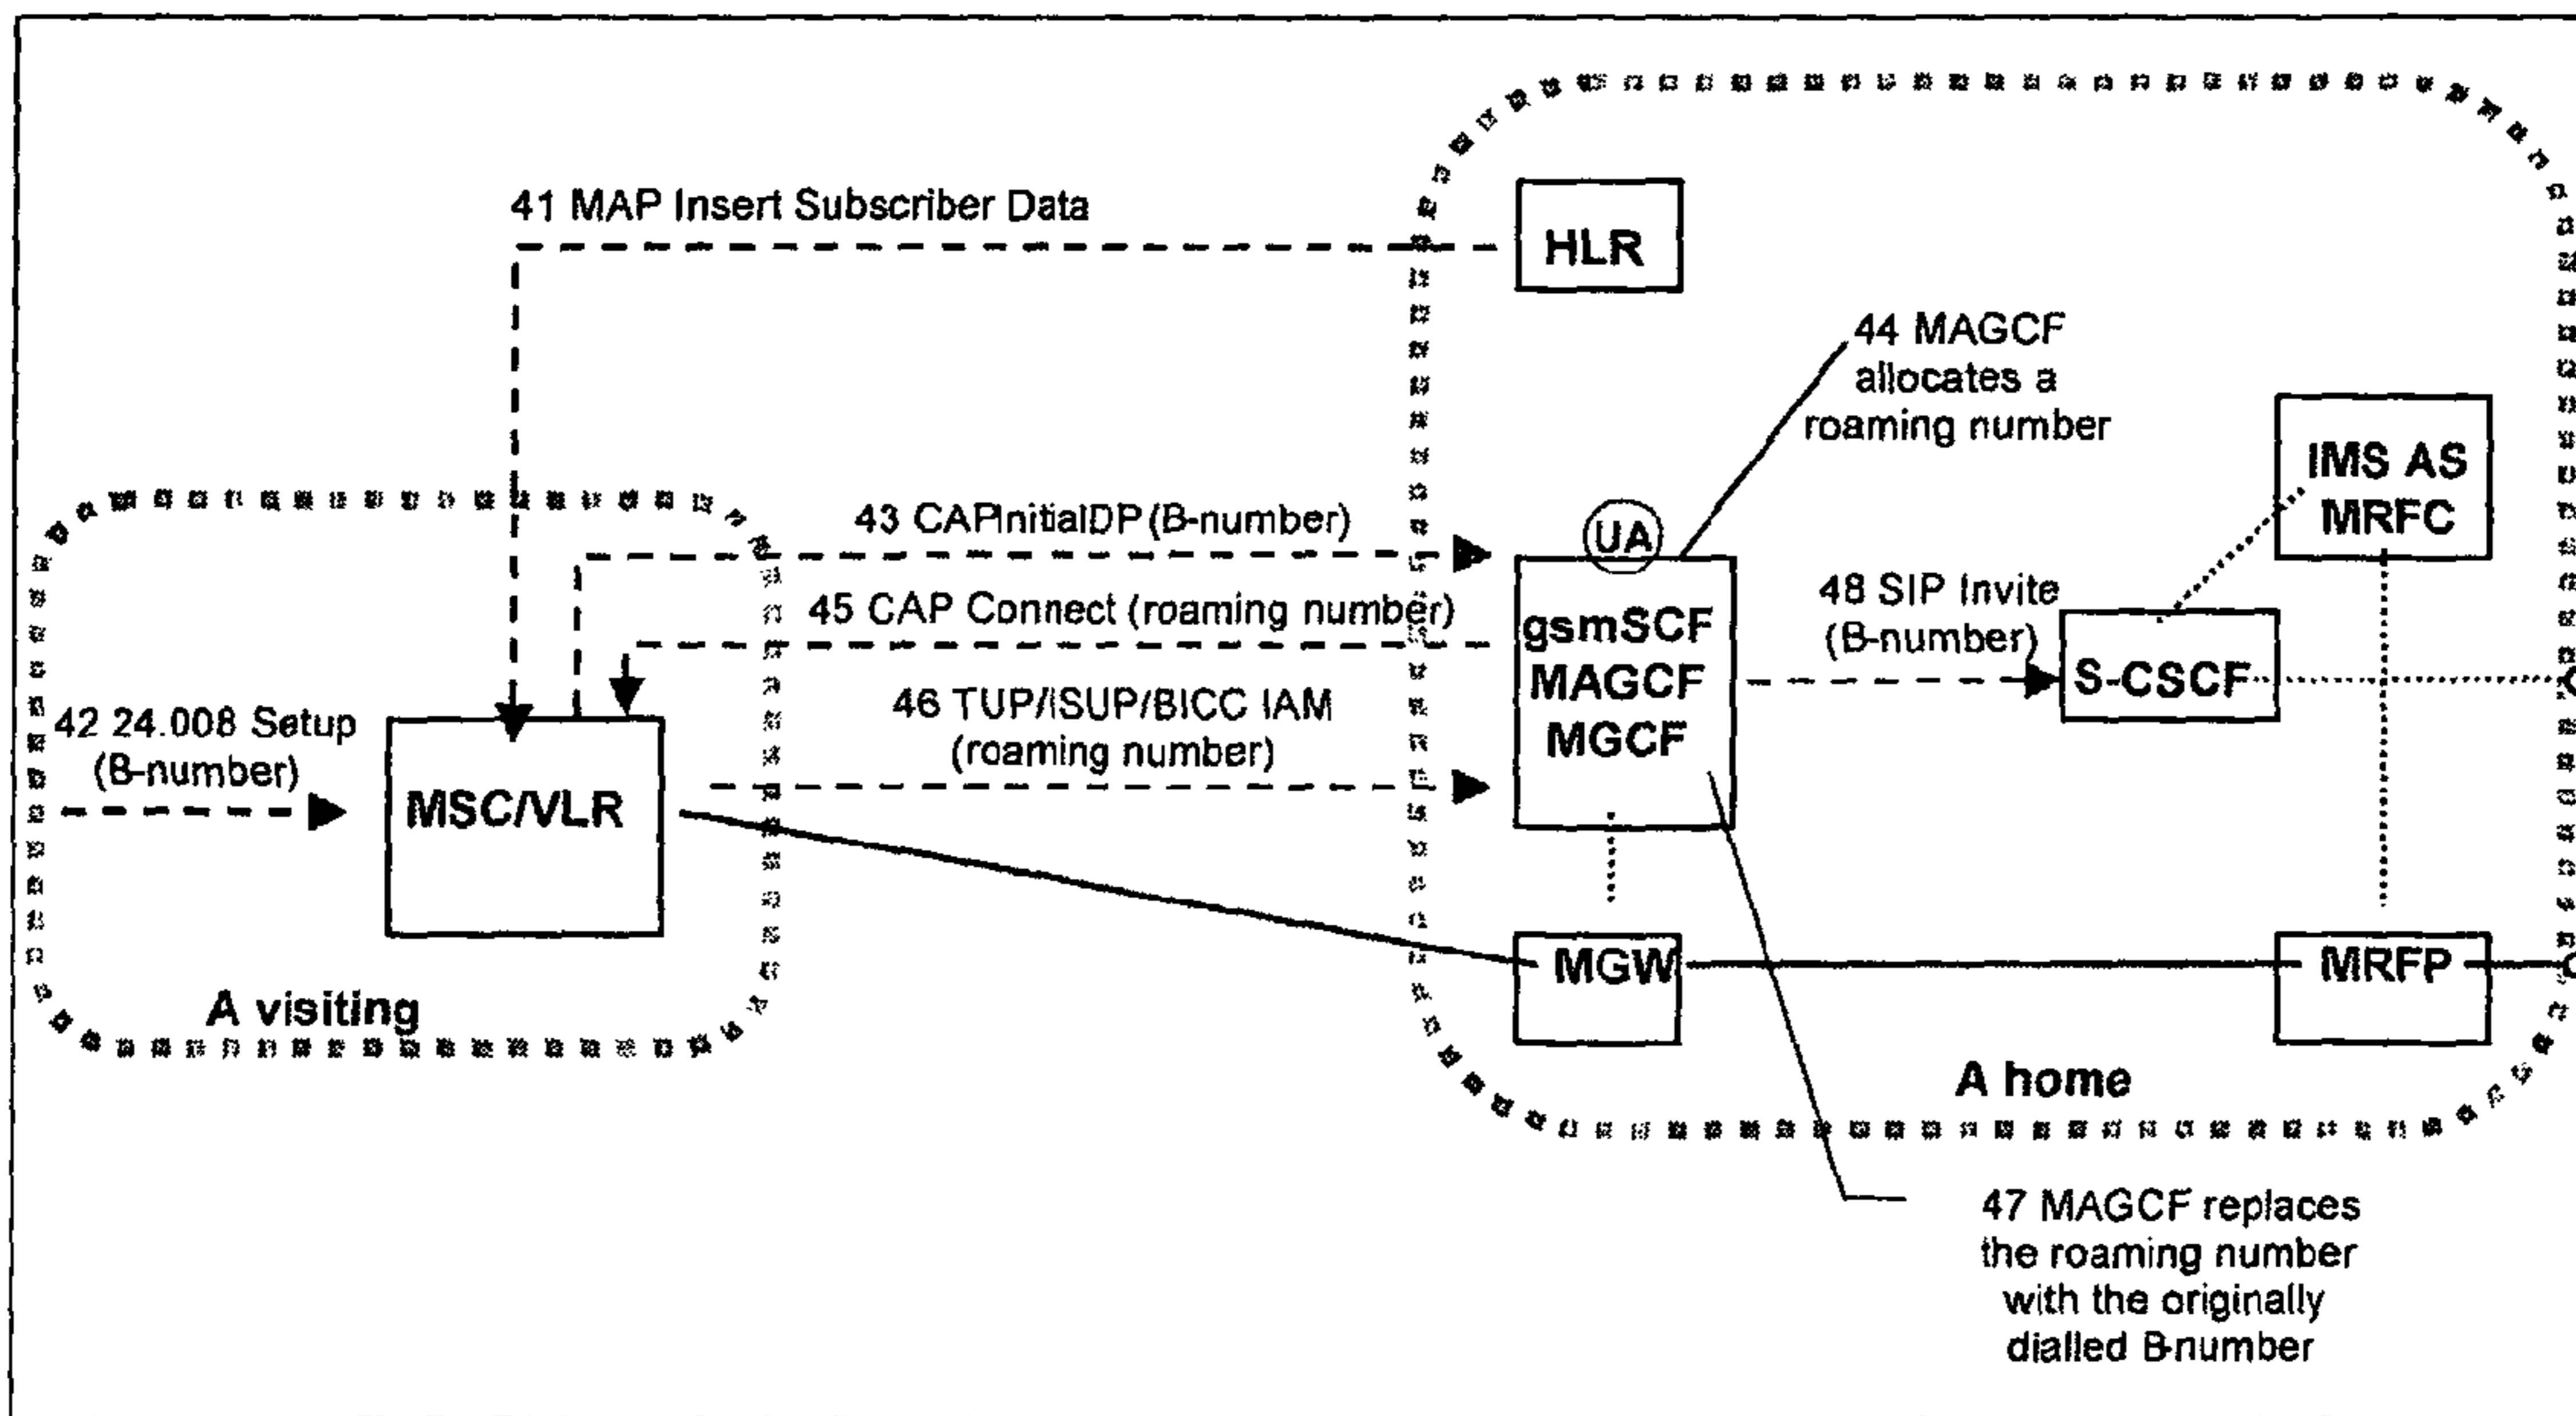 41 MAP Insert Subscriber Data
HLR
44 MAGCF
allocates a
roaming number
IMS AS
MRFC
43 CAPInitialDP (B-number)
UA
45 CAP Connect (roaming number)
gsmSCF
MAGCF
MGCF
48 SIP Invite
(B-number)
S-CSCF
46 TUP/ISUP/BICC IAM
(roaming number)
42 24.008 Setup
(B-number)
MSC/VLR
MGW
MRFP
A visiting
A home
47 MAGCF replaces
the roaming number
with the originally
dialled B-number